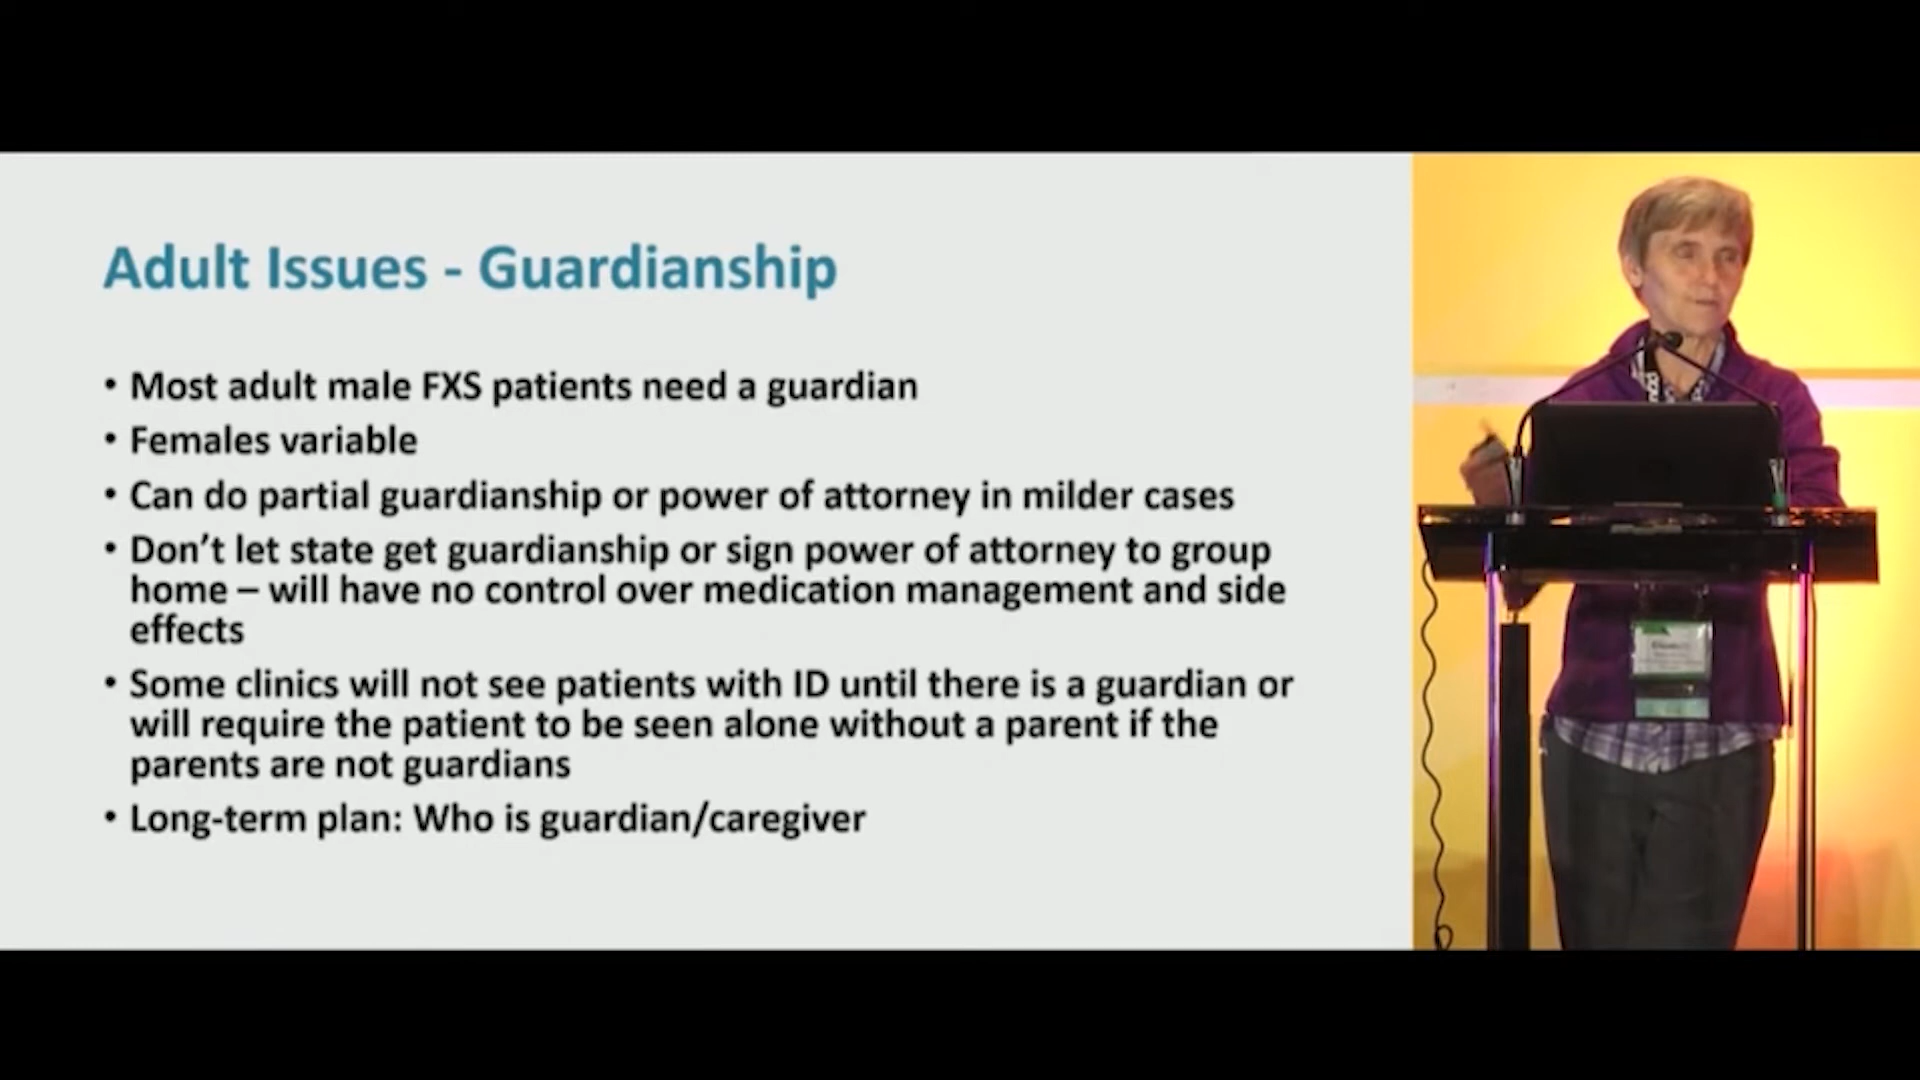 Adult Issues - Guardianship
• Most adult male FXS patients need a guardian
• Females variable
• Can do partial guardianship or power of attorney in milder cases
• Don’t let state get guardianship or sign power of attorney to group
home – will have no control over medication management and side
effects
• Some clinics will not see patients with ID until there is a guardian or
will require the patient to be seen alone without a parent if the
parents are not guardians
• Long-term plan: Who is guardian/caregiver